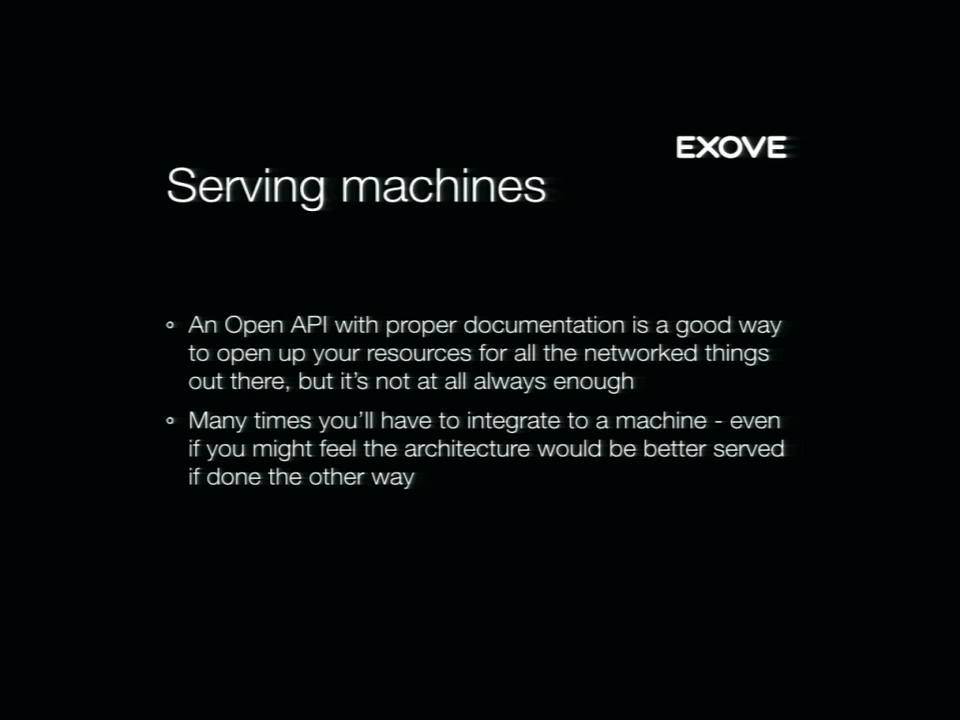 EXOVE
Serving machines
An Open API with proper documentation is a good way
to open up your resources for all the networked things
out there, but it's not at all always enough
Many times you'll have to integrate to a machine - even
if you might feel the architecture would be better served
if done the other way